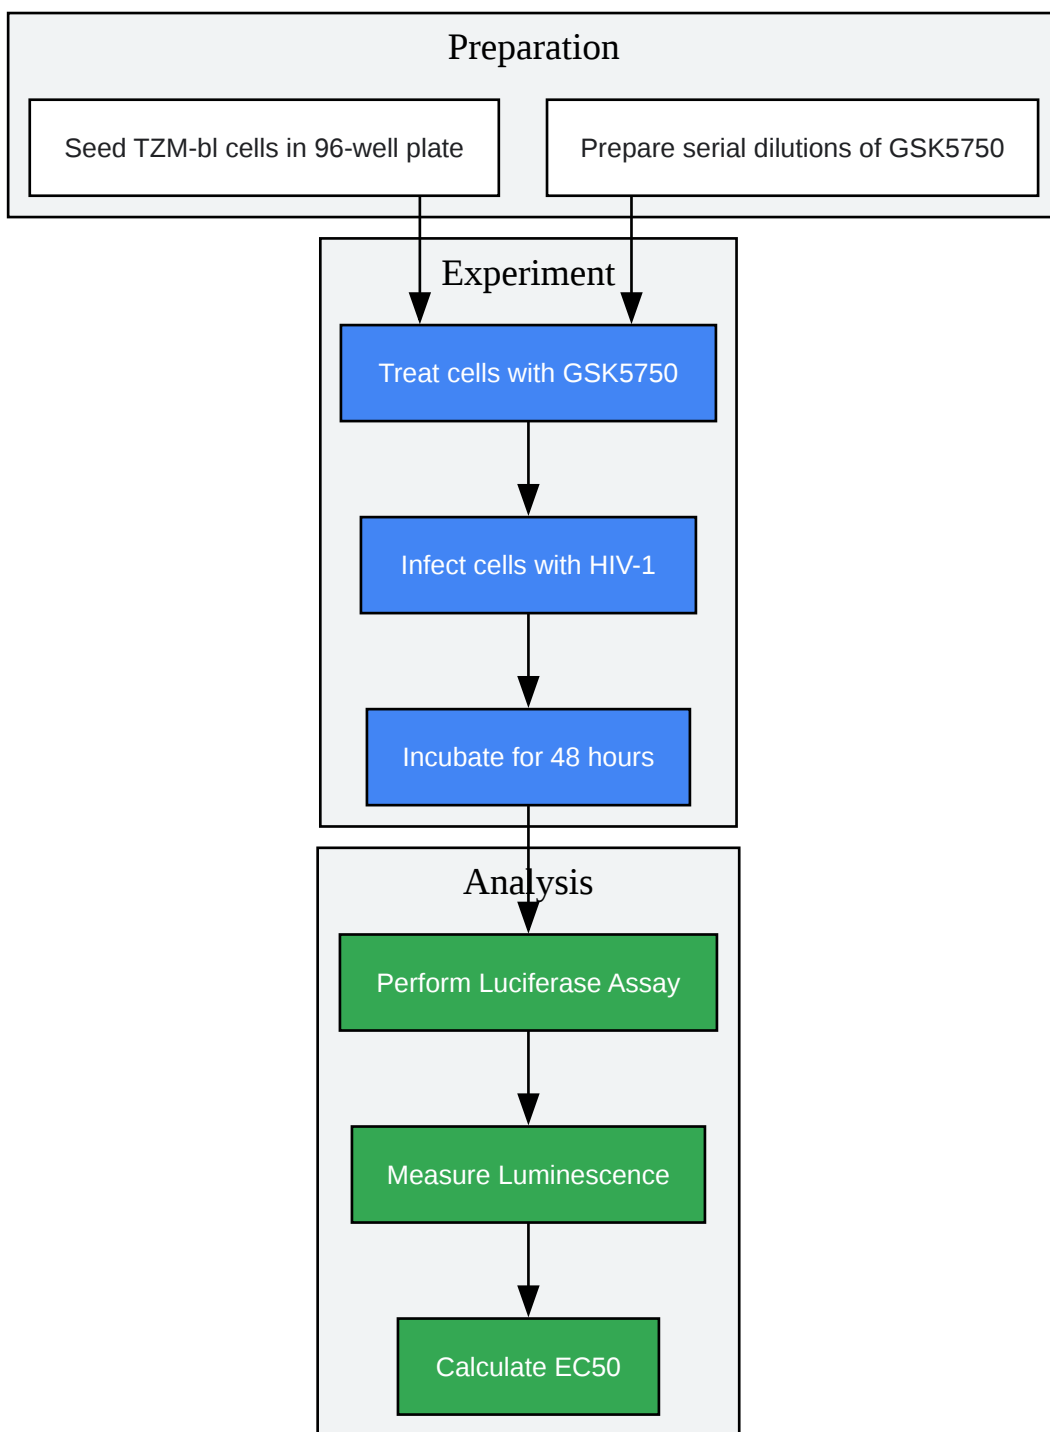 Preparation
Seed TZM-bl cells in 96-well plate
Prepare serial dilutions of GSK5750
Experiment
Treat cells with GSK5750
Infect cells with HIV-1
Incubate for 48 hours
Analysis
Perform Luciferase Assay
Measure Luminescence
Calculate EC50